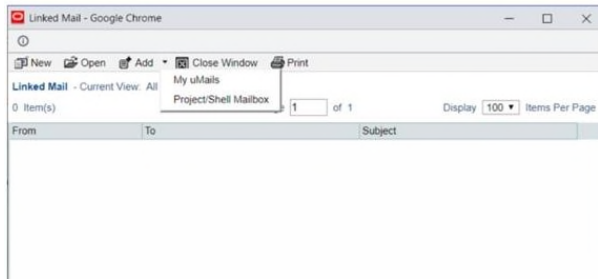 Linked Mail - Google Chrome
New Open Add Close Window Print
Linked Mail - Current View: All
My uMails
0 Item(s)
Project/Shell Mailbox
1 of 1 Display 100 Items Per Page
From To Subject